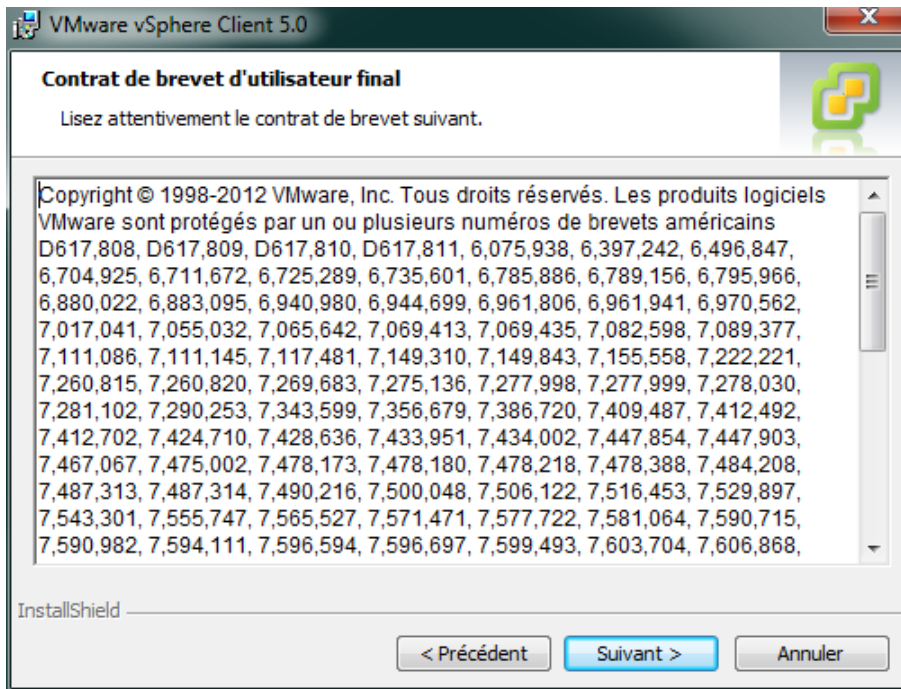 VMware vSphere Client 5.0
Contrat de brevet d'utilisateur final
Lisez attentivement le contrat de brevet suivant.
Copyright © 1998-2012 VMware, Inc. Tous droits réservés. Les produits logiciels
VMware sont protégés par un ou plusieurs numéros de brevets américains
D617,808, D617,809, D617,810, D617,811, 6,075,938, 6,397,242, 6,496,847,
6,704,925, 6,711,672, 6,725,289, 6,735,601, 6,785,886, 6,789,156, 6,795,966,
6,880,022, 6,883,095, 6,940,980, 6,944,699, 6,961,806, 6,961,941, 6,970,562,
7,017,041, 7,055,032, 7,065,642, 7,069,413, 7,069,435, 7,082,598, 7,089,377,
7,111,086, 7,111,145, 7,117,481, 7,149,310, 7,149,843, 7,155,558, 7,222,221,
7,260,815, 7,260,820, 7,269,683, 7,275,136, 7,277,998, 7,277,999, 7,278,030,
7,281,102, 7,290,253, 7,343,599, 7,356,679, 7,386,720, 7,409,487, 7,412,492,
7,412,702, 7,424,710, 7,428,636, 7,433,951, 7,434,002, 7,447,854, 7,447,903,
7,467,067, 7,475,002, 7,478,173, 7,478,180, 7,478,218, 7,478,388, 7,484,208,
7,487,313, 7,487,314, 7,490,216, 7,500,048, 7,506,122, 7,516,453, 7,529,897,
7,543,301, 7,555,747, 7,565,527, 7,571,471, 7,577,722, 7,581,064, 7,590,715,
7,590,982, 7,594,111, 7,596,594, 7,596,697, 7,599,493, 7,603,704, 7,606,868,
InstallShield
< Précédent
Suivant >
Annuler